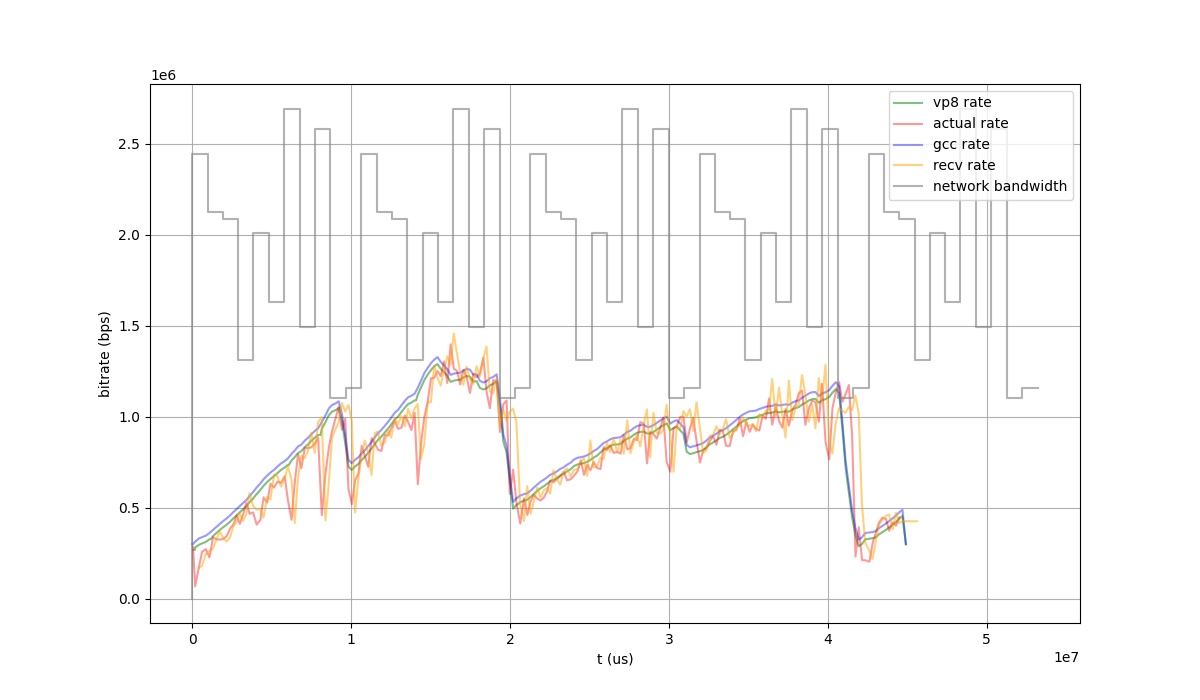 1e6
2.5
2.0
1.5
1.0
0.5
0.0
bitrate (bps)
vp8 rate
actual rate
gcc rate
recv rate
network bandwidth
0
1
2
3
4
5
t (us)
1e7